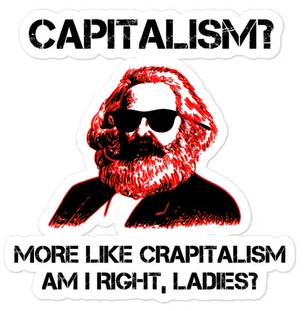 CAPITALISM?
MORE LIKE CRAPITALISM
AM I RIGHT, LADIES?